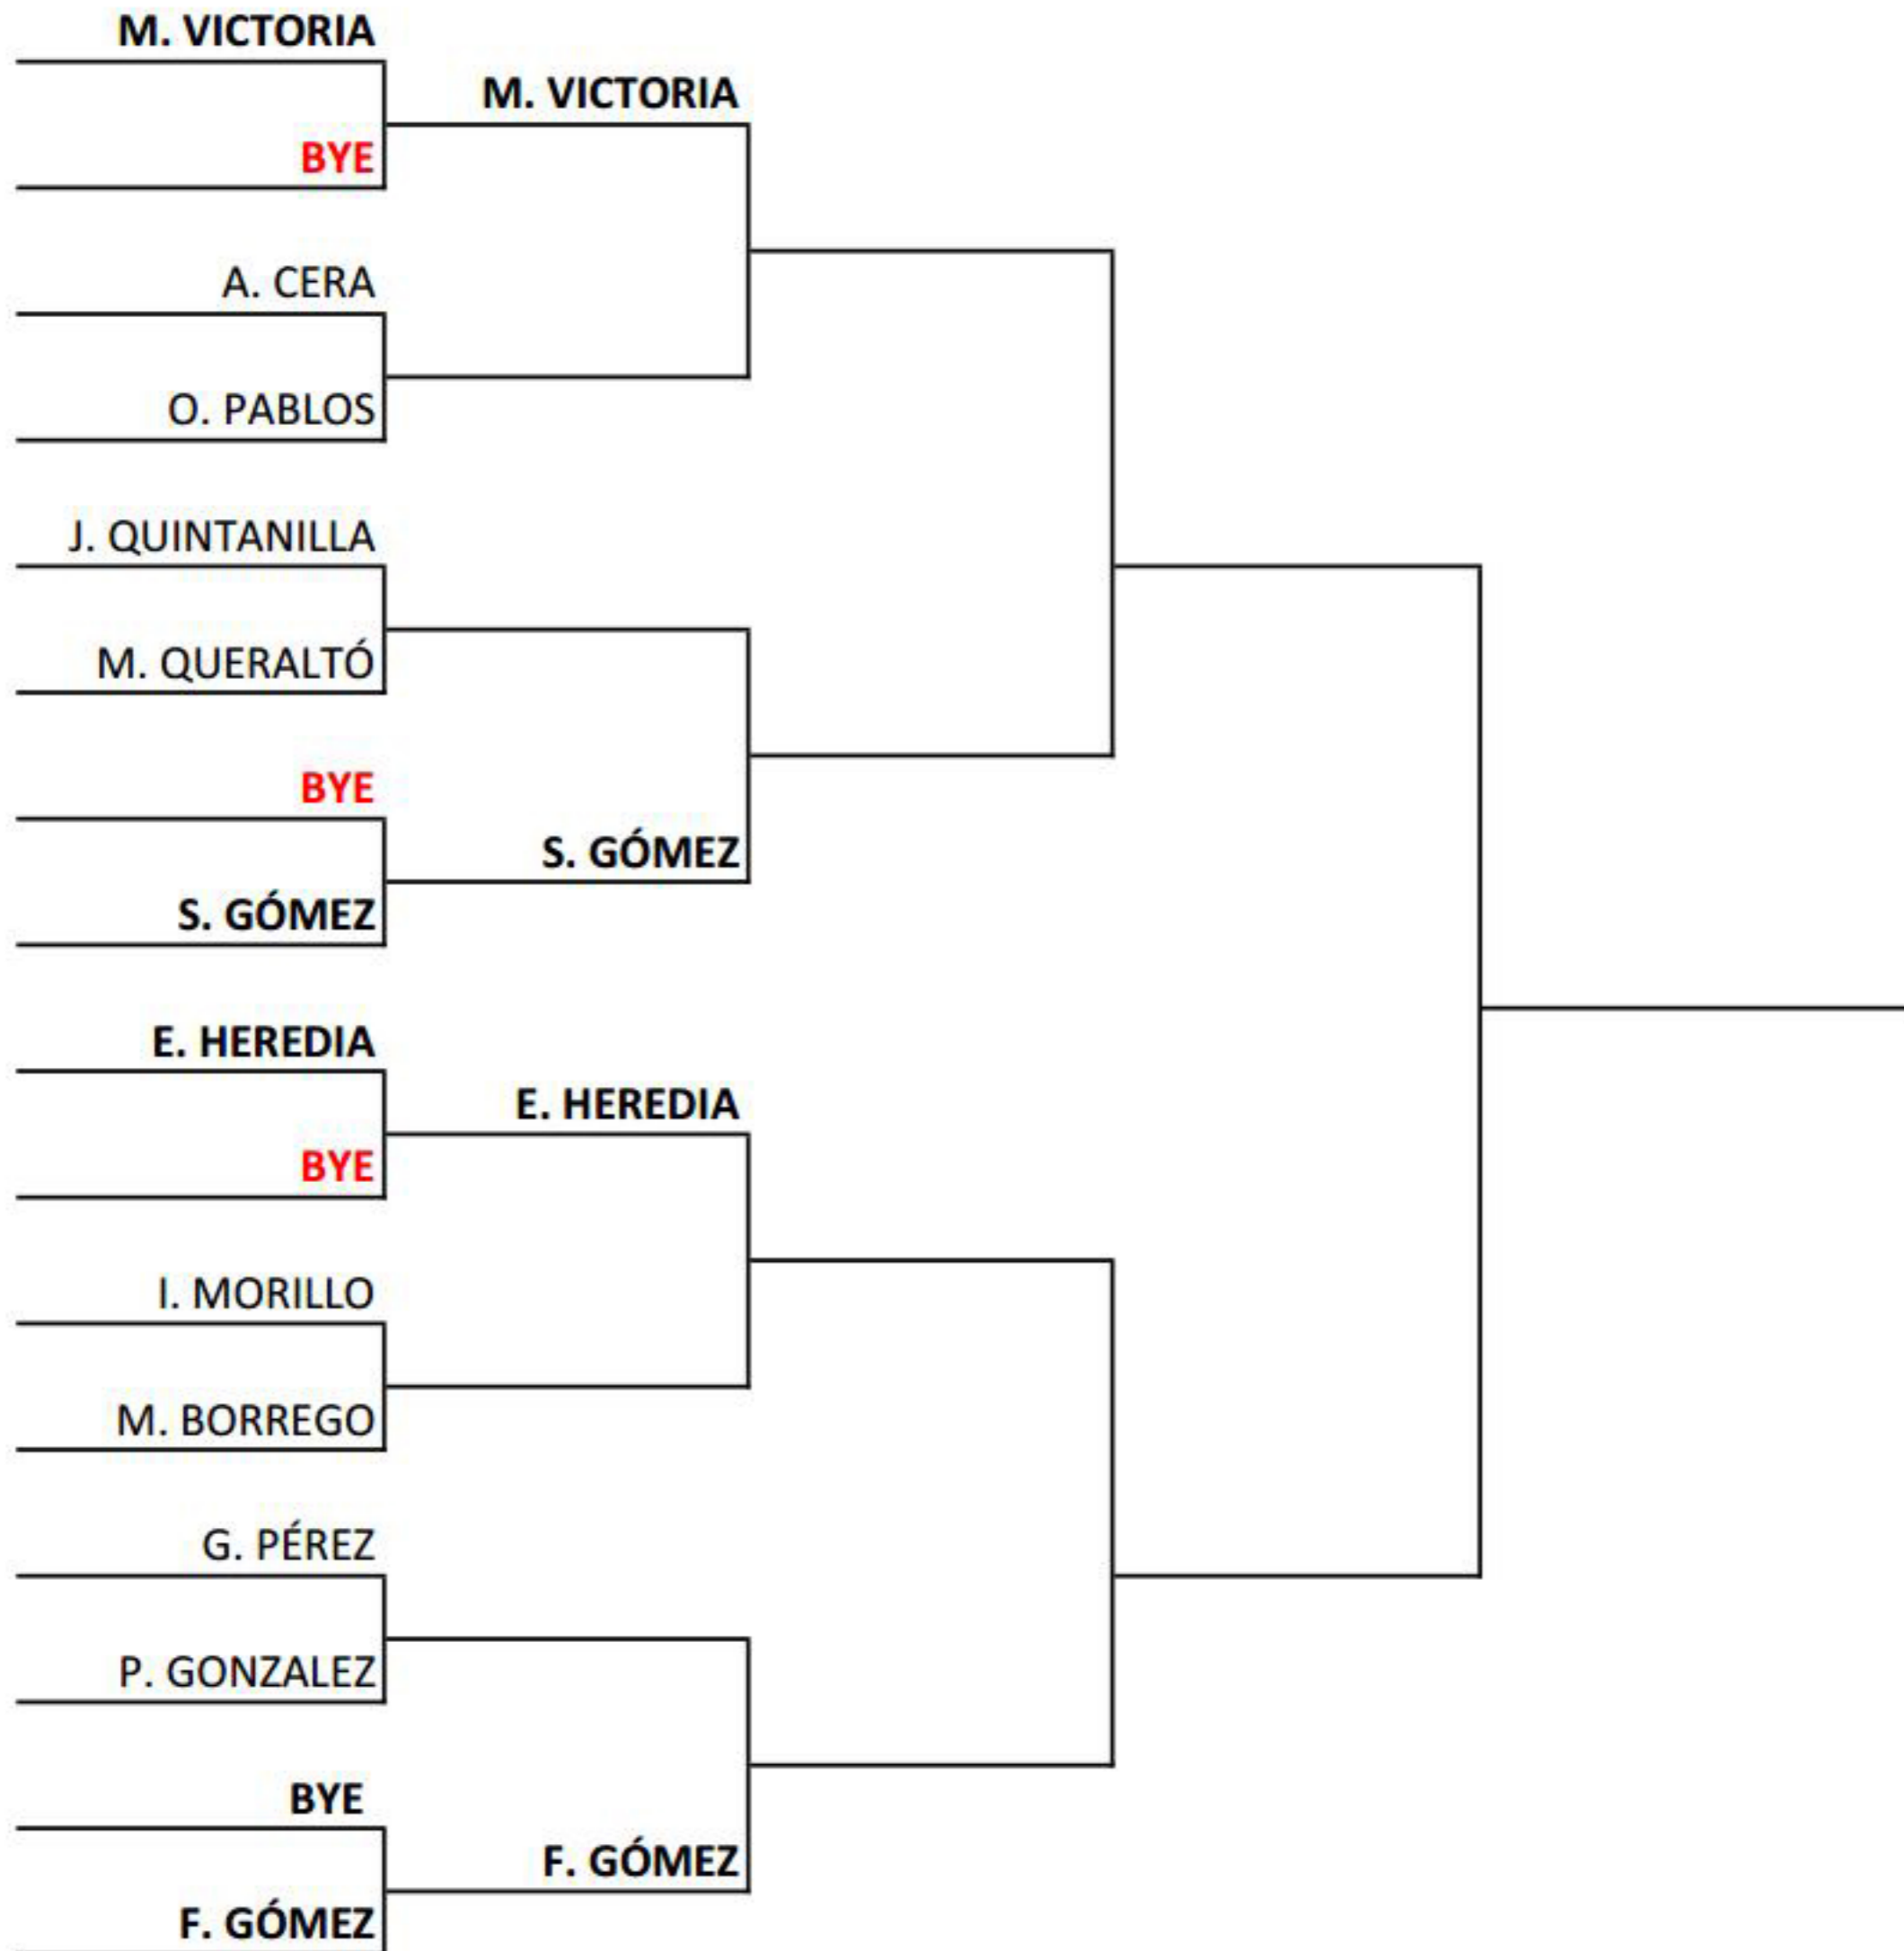 M. VICTORIA
M. VICTORIA
BYE
A. CERA
O. PABLOS
J. QUINTANILLA
M. QUERALTÓ
BYE
S. GÓMEZ
S. GÓMEZ
E. HEREDIA
E. HEREDIA
BYE
I. MORILLO
M. BORREGO
G. PÉREZ
P. GONZALEZ
BYE
F. GÓMEZ
F. GÓMEZ